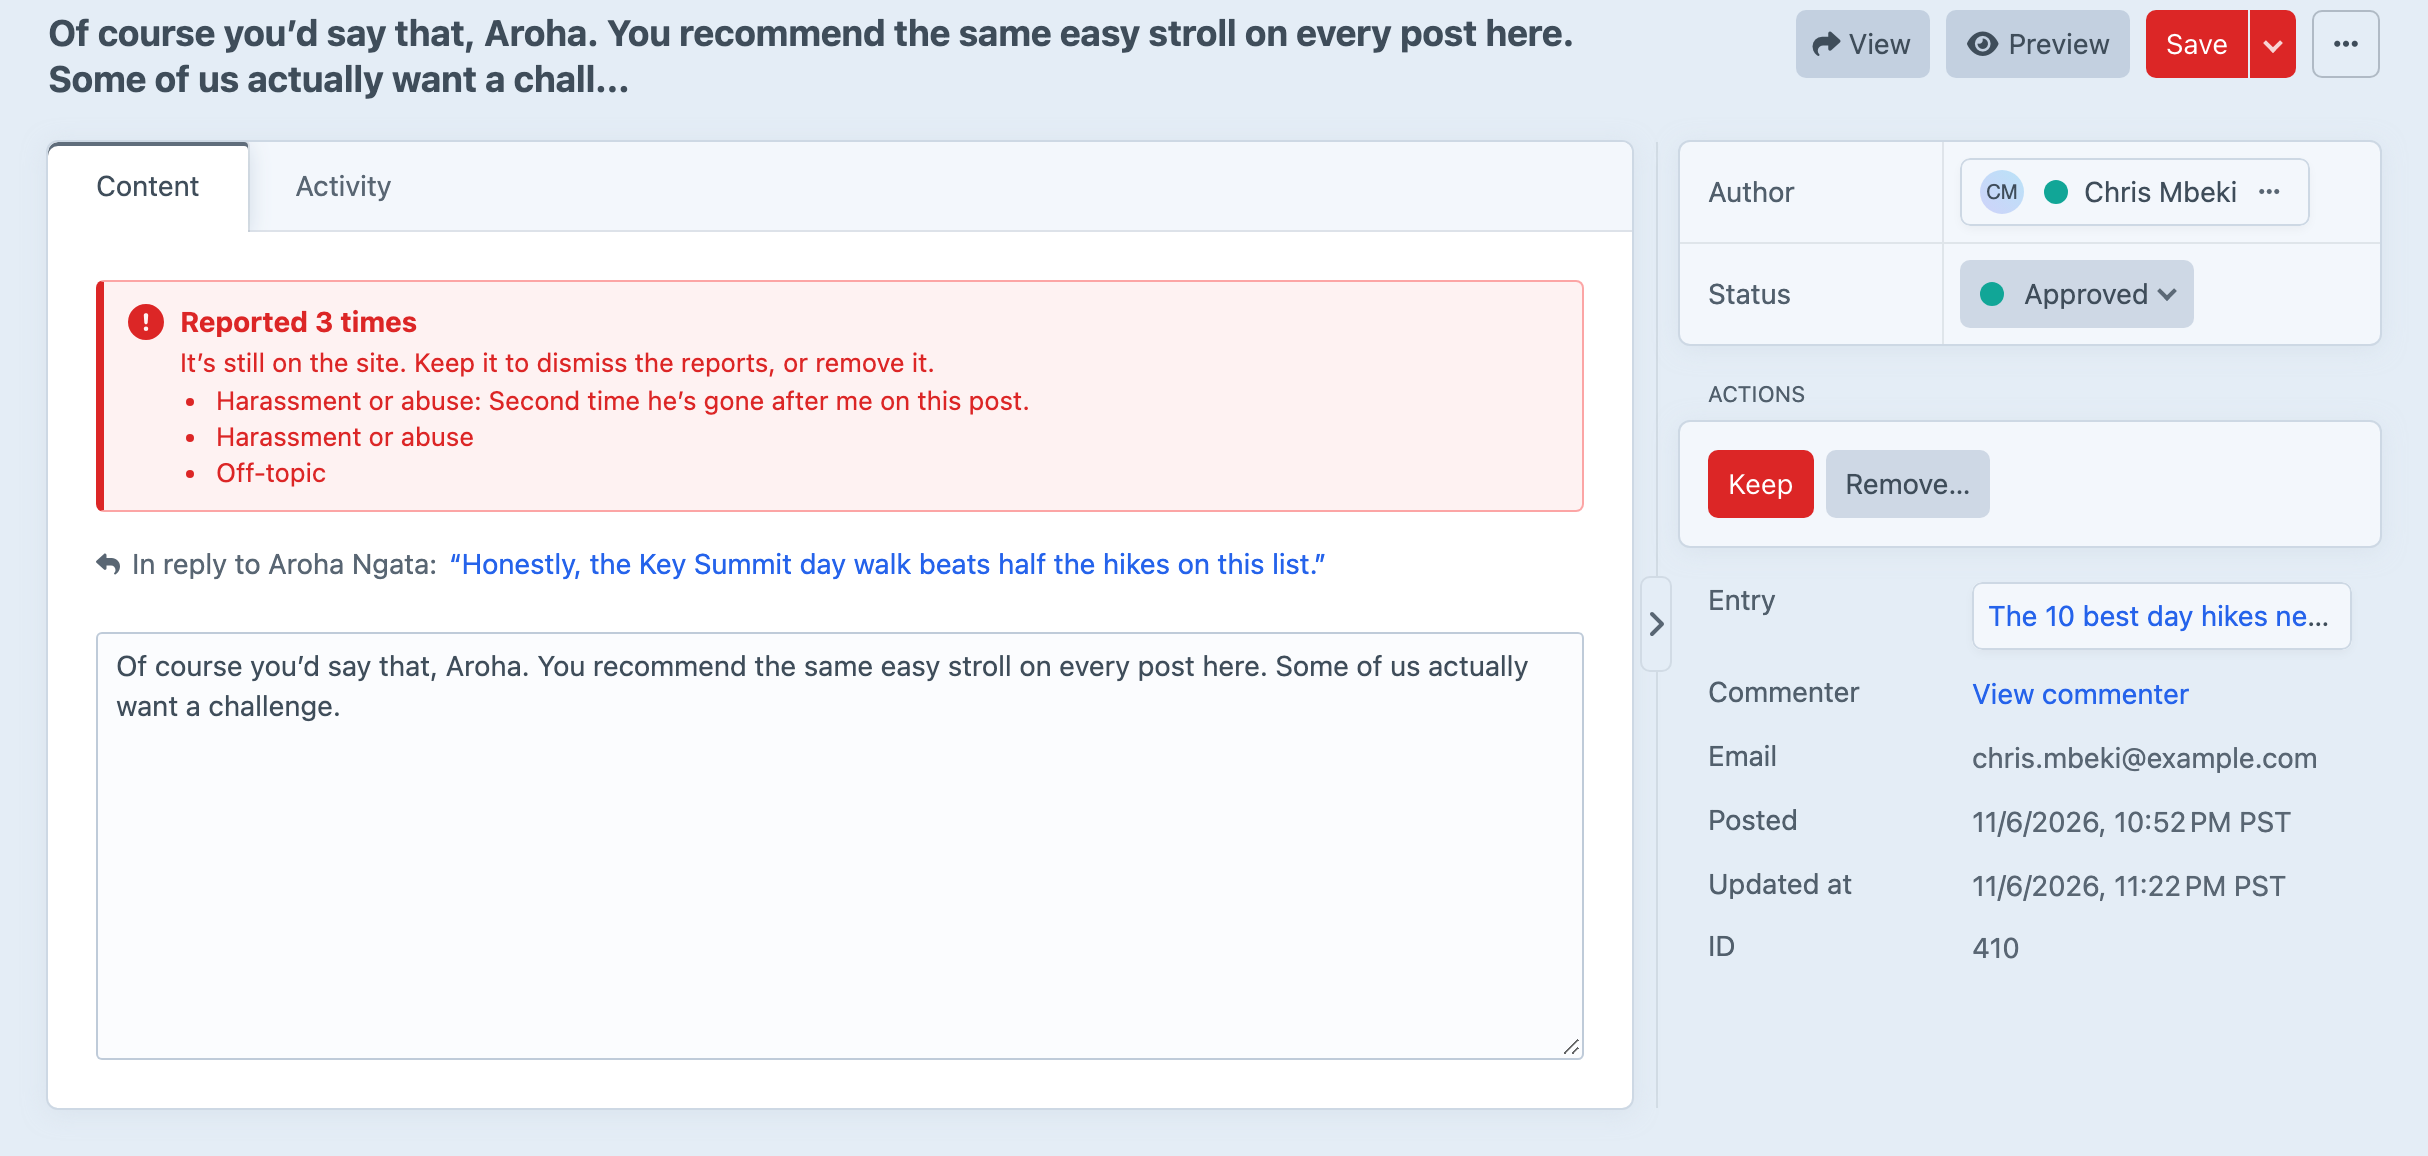 Of course you’d say that, Aroha. You recommend the same easy stroll on every post here.
Some of us actually want a chall...
View
Preview
Save
Content
Activity
Reported 3 times
It’s still on the site. Keep it to dismiss the reports, or remove it.
• Harassment or abuse: Second time he’s gone after me on this post.
• Harassment or abuse
• Off-topic
In reply to Aroha Ngata: “Honestly, the Key Summit day walk beats half the hikes on this list.”
Of course you’d say that, Aroha. You recommend the same easy stroll on every post here. Some of us actually
want a challenge.
Author
CM Chris Mbeki
Status
Approved
ACTIONS
Keep
Remove...
Entry
The 10 best day hikes ne...
Commenter
View commenter
Email
chris.mbeki@example.com
Posted
11/6/2026, 10:52 PM PST
Updated at
11/6/2026, 11:22 PM PST
ID
410